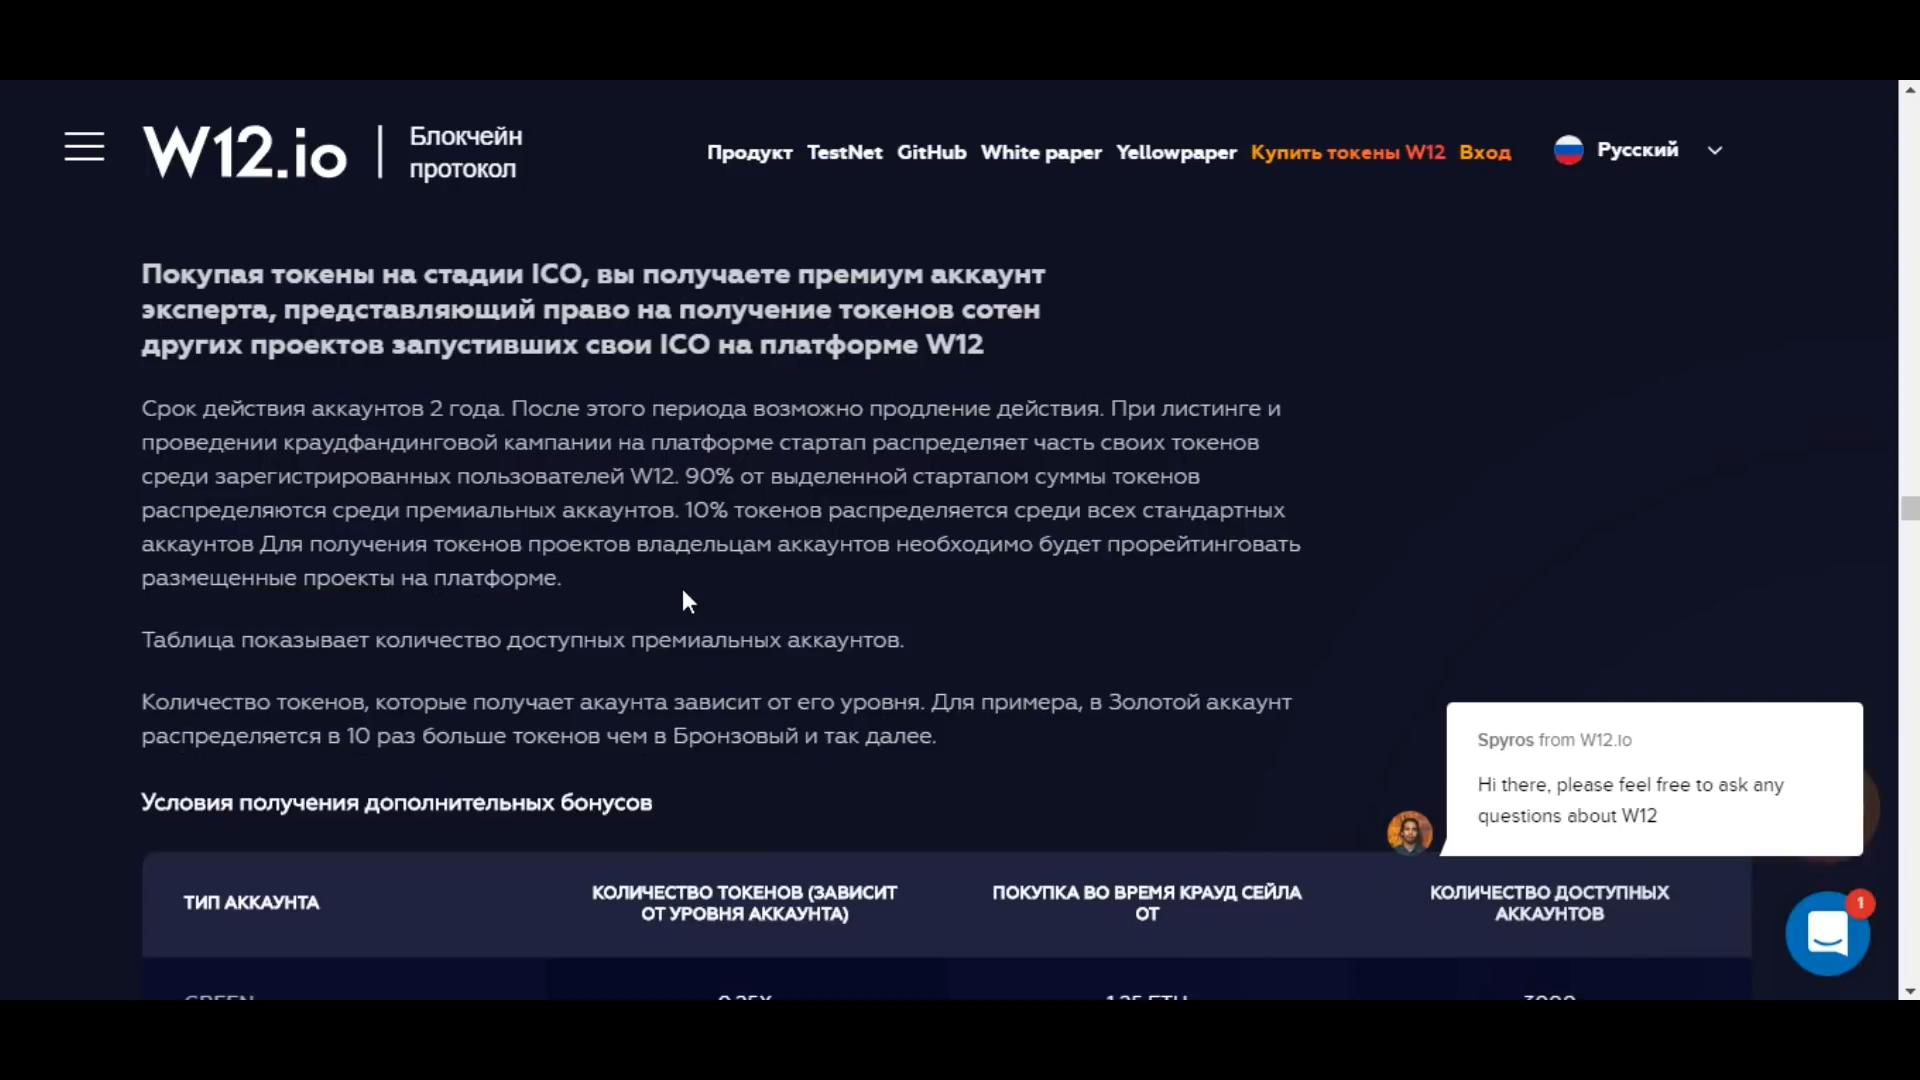 W12.io
Блокчейн
протокол
Продукт TestNet GitHub White paper Yellowpaper Купить токены W12 Вход
Русский
Покупая токены на стадии ICO, вы получаете премиум аккаунт
эксперта, представляющий право на получение токенов сотен
других проектов запустивших свои ICO на платформе W12
Срок действия аккаунтов 2 года. После этого периода возможно продление действия. При листинге и
проведении краудфандинговой кампании на платформе стартап распределяет часть своих токенов
среди зарегистрированных пользователей W12. 90% от выделенной стартапом суммы токенов
распределяются среди премиальных аккаунтов. 10% токенов распределяется среди всех стандартных
аккаунтов Для получения токенов проектов владельцам аккаунтов необходимо будет прорейтинговать
размещенные проекты на платформе.
Таблица показывает количество доступных премиальных аккаунтов.
Количество токенов, которые получает акаунта зависит от его уровня. Для примера, в Золотой аккаунт
распределяется в 10 раз больше токенов чем в Бронзовый и так далее.
Spyros from W12.io
Hi there, please feel free to ask any
questions about W12
1
Условия получения дополнительных бонусов
ТИП АККАУНТА
КОЛИЧЕСТВО ТОКЕНОВ (ЗАВИСИТ
ОТ УРОВНЯ АККАУНТА)
ПОКУПКА ВО ВРЕМЯ КРАУД СЕЙЛА
ОТ
КОЛИЧЕСТВО ДОСТУПНЫХ
АККАУНТОВ